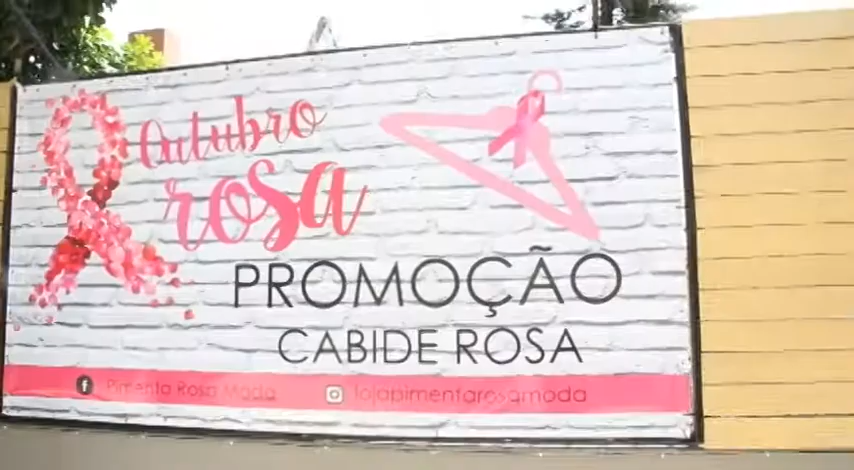 Outubro
rosa
PROMOÇÃO
CABIDE ROSA
f Pimenta Rosa Moda lojapimentarosamoda